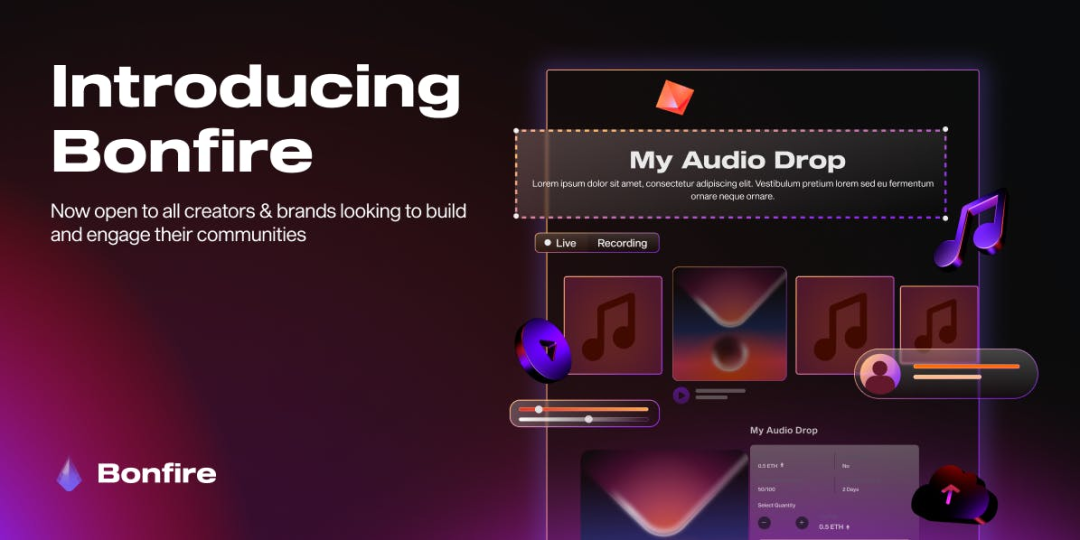 Introducing
Bonfire
Now open to all creators & brands looking to build
and engage their communities
Bonfire
My Audio Drop
Lorem ipsum dolor sit amet, consectetur adipiscing elit. Vestibulum pretium lorem sed eu fermentum
ornare neque ornare.
Live Recording
My Audio Drop
0.5 ETH No
50/100 2 Days
Select Quantity
0.5 ETH